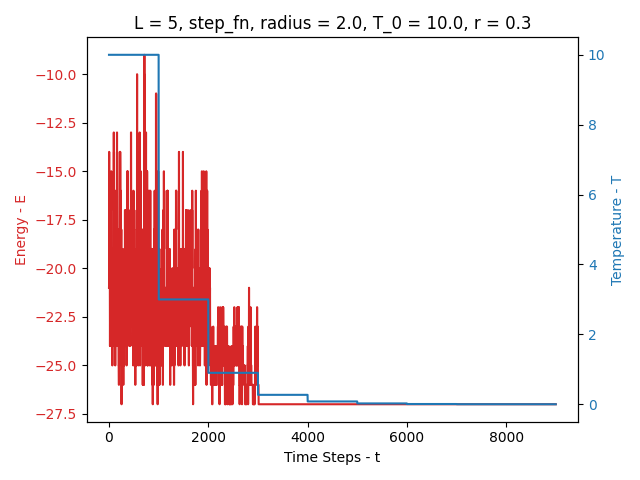 L = 5, step_fn, radius = 2.0, T_0 = 10.0, r = 0.3
−10.0
−12.5
−15.0
−17.5
−20.0
−22.5
−25.0
−27.5
Energy - E
10
8
6
4
2
0
Temperature - T
0 2000 4000 6000 8000
Time Steps - t